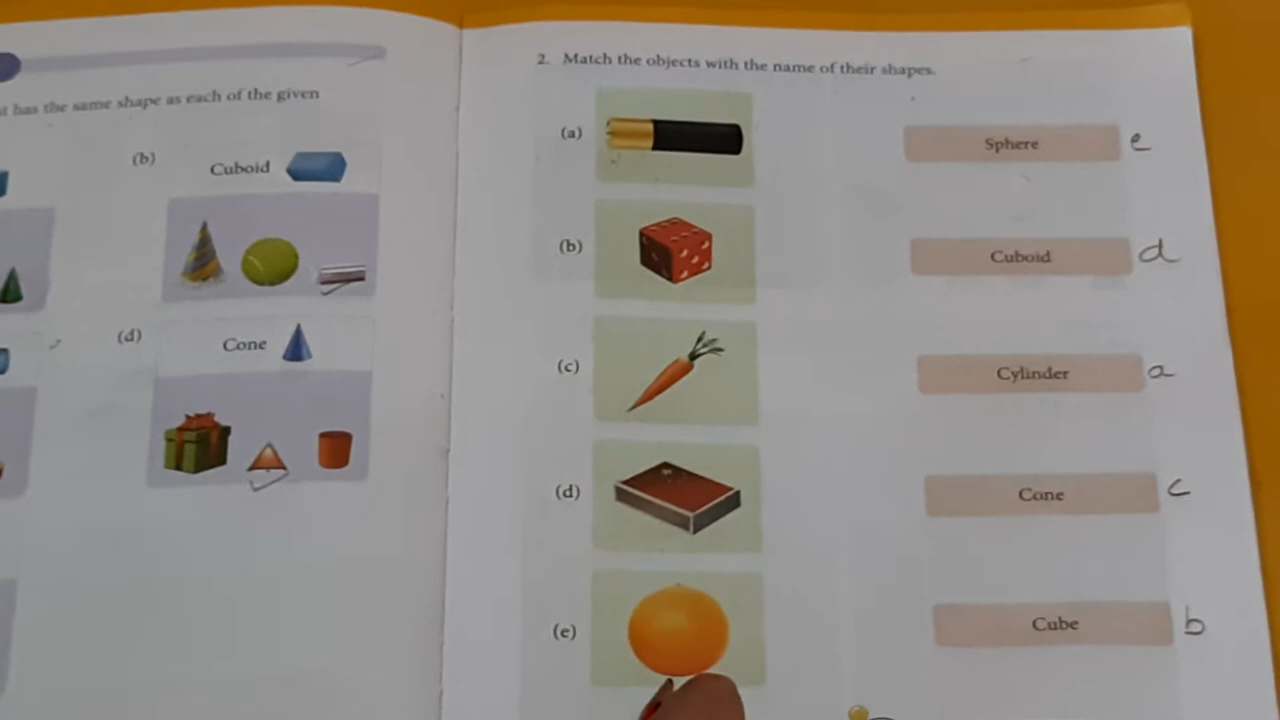 t has the same shape as each of the given
(b)
Cuboid
(d)
Cone
2. Match the objects with the name of their shapes.
(a)
Sphere e
(b)
Cuboid d
(c)
Cylinder a
(d)
Cone c
(e)
Cube b